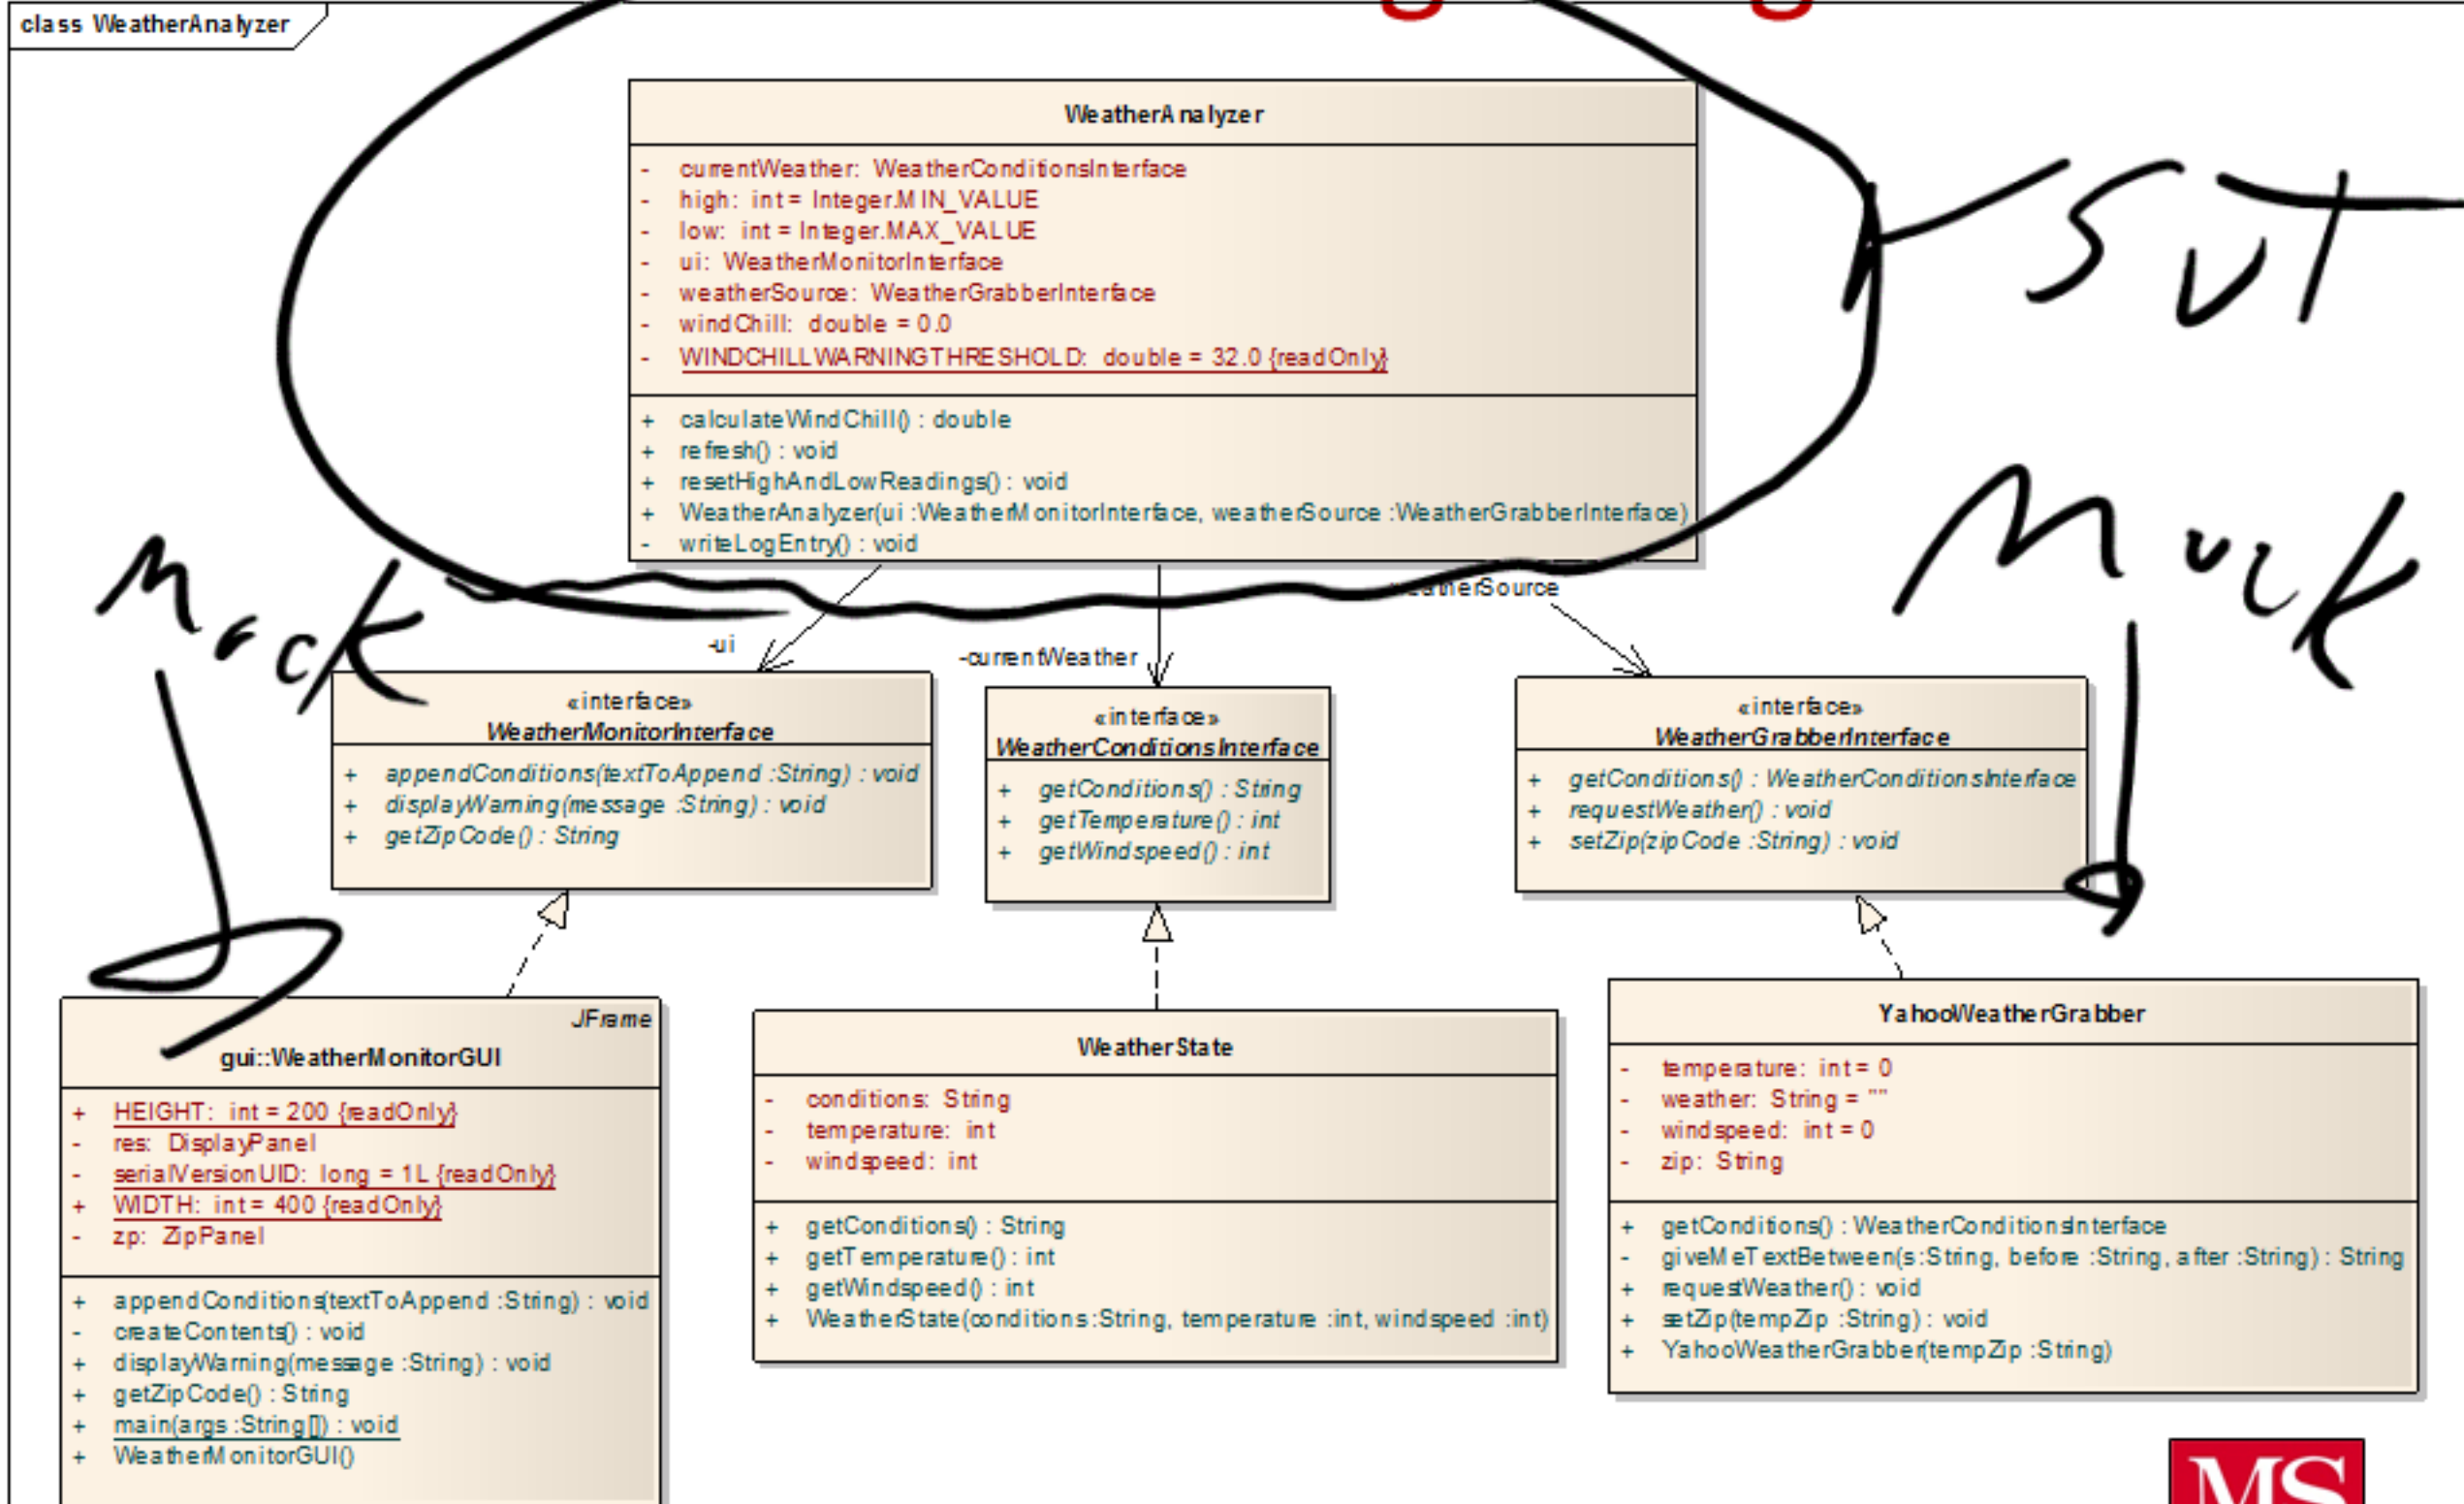 class WeatherAnalyzer
WeatherAnalyzer
- currentWeather: WeatherConditionsInterface
- high: int = Integer.MIN_VALUE
- low: int = Integer.MAX_VALUE
- ui: WeatherMonitorInterface
- weatherSource: WeatherGrabberInterface
- windChill: double = 0.0
- WINDCHILLWARNINGTHRESHOLD: double = 32.0 {readOnly}
+ calculateWindChill() : double
+ refresh() : void
+ resetHighAndLowReadings() : void
+ WeatherAnalyzer(ui :WeatherMonitorInterface, weatherSource :WeatherGrabberInterface)
- writeLogEntry() : void
SUT
Mock
Mock
-ui
-currentWeather
«interface»
WeatherMonitorInterface
+ appendConditions(textToAppend :String) : void
+ displayWarning(message :String) : void
+ getZipCode() : String
«interface»
WeatherConditionsInterface
+ getConditions() : String
+ getTemperature() : int
+ getWindspeed() : int
«interface»
WeatherGrabberInterface
+ getConditions() : WeatherConditionsInterface
+ requestWeather() : void
+ setZip(zipCode :String) : void
JFrame
gui::WeatherMonitorGUI
+ HEIGHT: int = 200 {readOnly}
- res: DisplayPanel
- serialVersionUID: long = 1L {readOnly}
+ WIDTH: int = 400 {readOnly}
- zp: ZipPanel
+ appendConditions(textToAppend :String) : void
- createContents() : void
+ displayWarning(message :String) : void
+ getZipCode() : String
+ main(args :String[]) : void
+ WeatherMonitorGUI()
WeatherState
- conditions: String
- temperature: int
- windspeed: int
+ getConditions() : String
+ getTemperature() : int
+ getWindspeed() : int
+ WeatherState(conditions :String, temperature :int, windspeed :int)
YahooWeatherGrabber
- temperature: int = 0
- weather: String = ""
- windspeed: int = 0
- zip: String
+ getConditions() : WeatherConditionsInterface
- giveMeTextBetween(s :String, before :String, after :String) : String
+ requestWeather() : void
+ setZip(tempZip :String) : void
+ YahooWeatherGrabber(tempZip :String)
MS